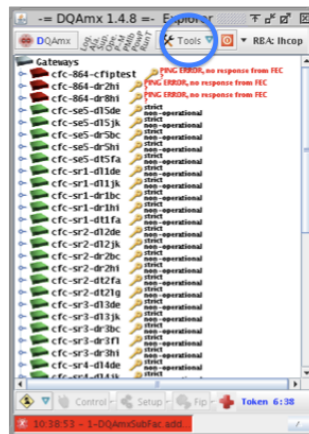 -= DQAmx 1.4.8 =- Explorer
DQAmx
Tools
RBA: lhcop
Gateways
cfc-864-cfiptest PING ERROR, no response from FEC
cfc-864-dr2hi PING ERROR, no response from FEC
cfc-864-dr8hi PING ERROR, no response from FEC
cfc-se5-dl5de strict non-operational
cfc-se5-dl5jk strict non-operational
cfc-se5-dr5bc strict non-operational
cfc-se5-dr5hi strict non-operational
cfc-se5-dt5fa strict non-operational
cfc-sr1-dl1de strict non-operational
cfc-sr1-dl1jk strict non-operational
cfc-sr1-dr1bc strict non-operational
cfc-sr1-dr1hi strict non-operational
cfc-sr1-dt1fa strict non-operational
cfc-sr2-dl2de strict non-operational
cfc-sr2-dl2jk strict non-operational
cfc-sr2-dr2bc strict non-operational
cfc-sr2-dr2hi strict non-operational
cfc-sr2-dt2fa strict non-operational
cfc-sr2-dt2lg strict non-operational
cfc-sr3-dl3de strict non-operational
cfc-sr3-dl3jk strict non-operational
cfc-sr3-dr3bc strict non-operational
cfc-sr3-dr3fl strict non-operational
cfc-sr3-dr3hi strict non-operational
cfc-sr4-dl4de strict non-operational
cfc-sr4-dl4jk strict
Control
Setup
Fip
Token 6:38
10:38:53 - 1-DQAmxSubFac add...